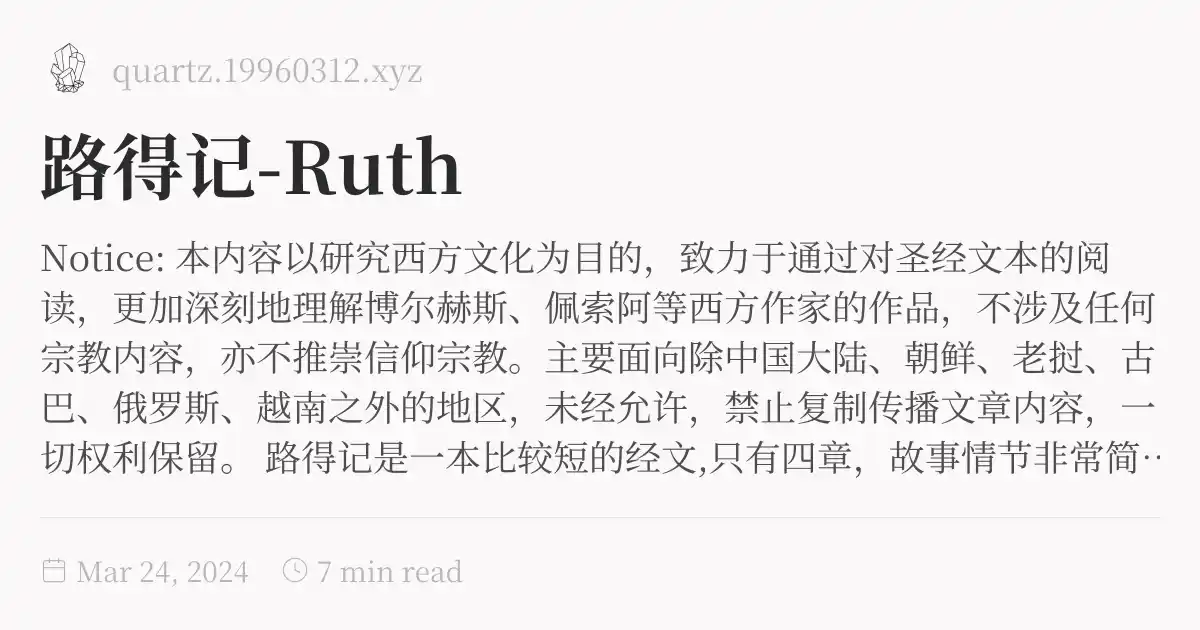 quartz.19960312.xyz
路得记-Ruth
Notice: 本内容以研究西方文化为目的，致力于通过对圣经文本的阅
读，更加深刻地理解博尔赫斯、佩索阿等西方作家的作品，不涉及任何
宗教内容，亦不推崇信仰宗教。主要面向除中国大陆、朝鲜、老挝、古
巴、俄罗斯、越南之外的地区，未经允许，禁止复制传播文章内容，一
切权利保留。 路得记是一本比较短的经文,只有四章，故事情节非常简··
Mar 24, 2024 7 min read